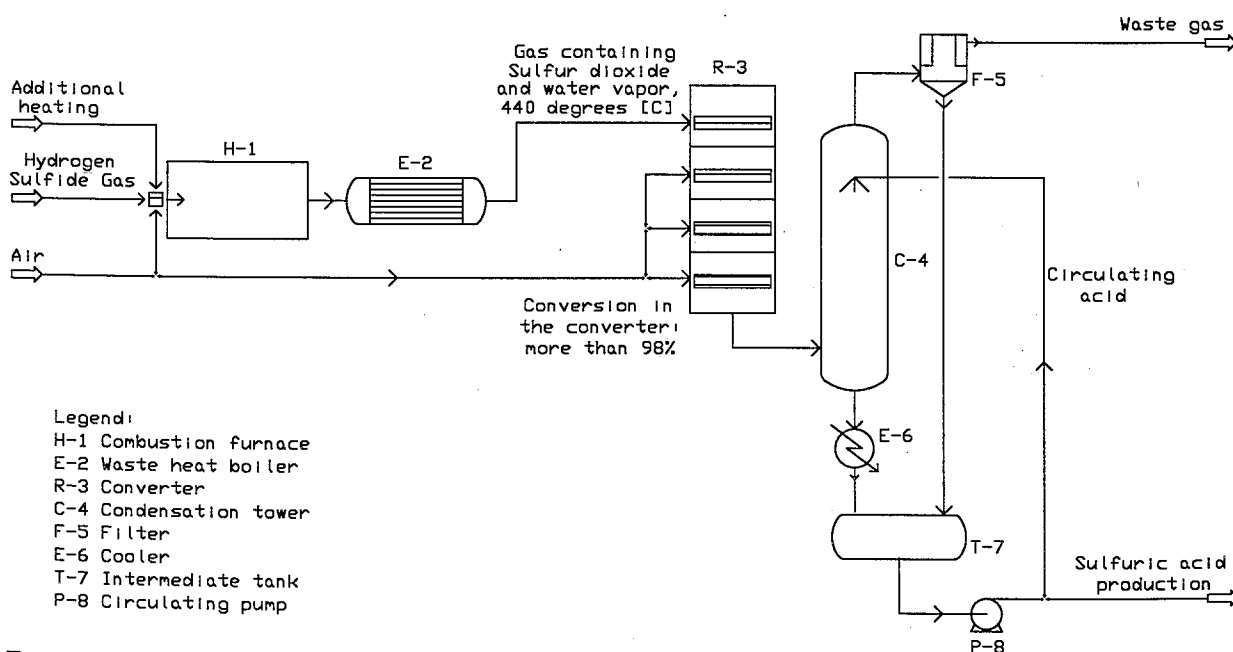 Additional
heating
Hydrogen
Sulfide Gas
Air
H-1
E-2
Gas containing
Sulfur dioxide
and water vapor,
440 degrees [C]
R-3
Conversion in
the converter:
more than 98%
Waste gas
F-5
C-4
Circulating
acid
E-6
T-7
Sulfuric acid
production
P-8
Legend:
H-1 Combustion furnace
E-2 Waste heat boiler
R-3 Converter
C-4 Condensation tower
F-5 Filter
E-6 Cooler
T-7 Intermediate tank
P-8 Circulating pump